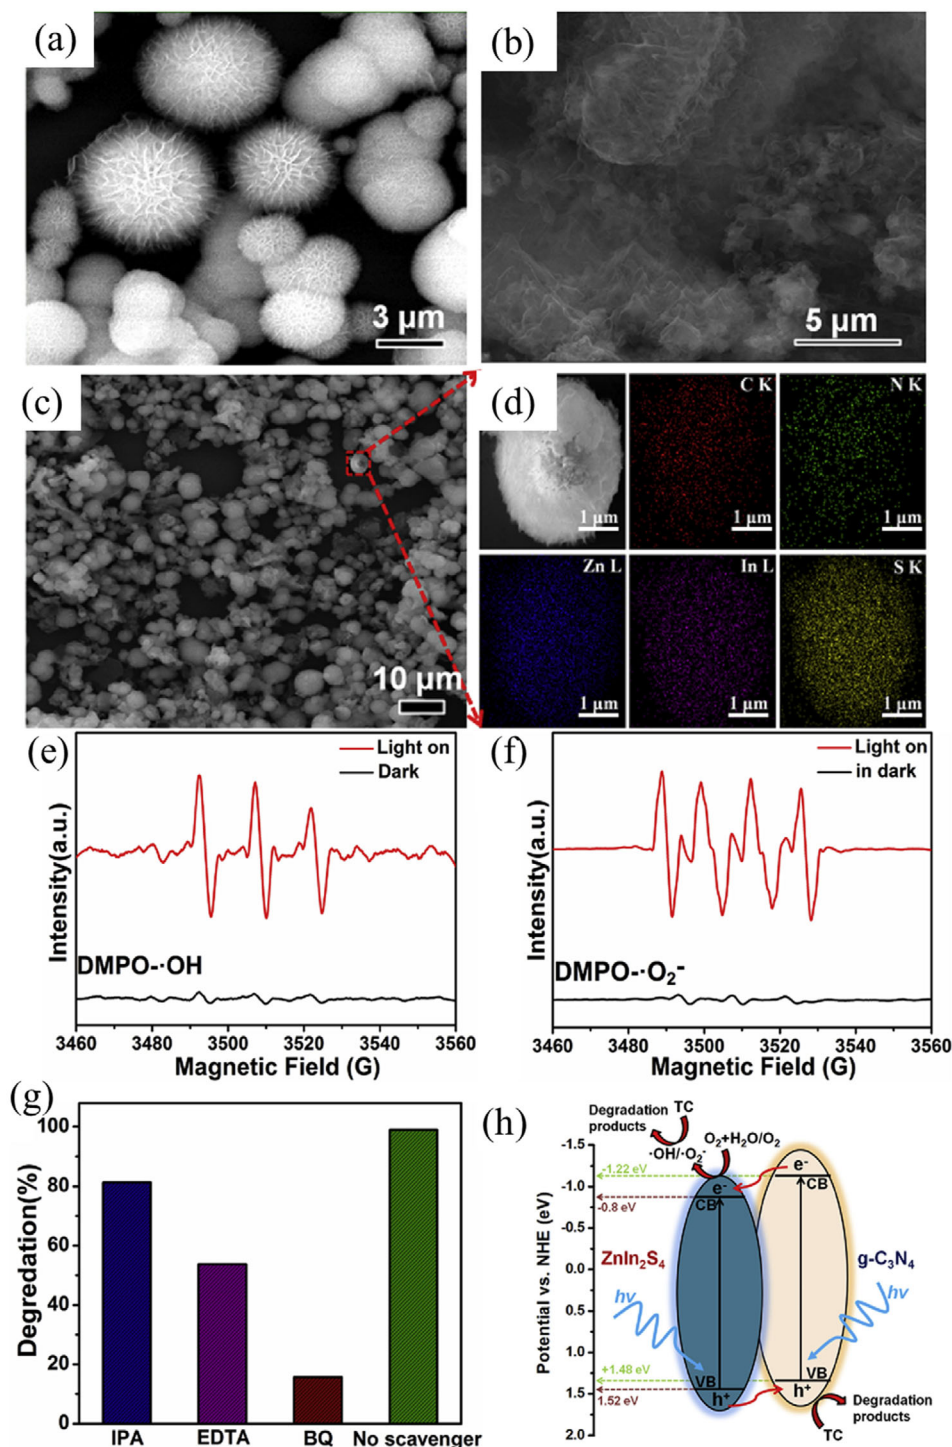 (a)
3 μm
(b)
5 μm
(c)
10 μm
(d)
C K
1 μm
N K
1 μm
1 μm
Zn L
1 μm
In L
1 μm
S K
1 μm
(e)
Light on
Dark
Intensity(a.u.)
DMPO-·OH
3460 3480 3500 3520 3540 3560
Magnetic Field (G)
(f)
Light on
in dark
Intensity(a.u.)
DMPO-·O₂⁻
3460 3480 3500 3520 3540 3560
Magnetic Field (G)
(g)
Degredation(%)
100
80
60
40
20
0
IPA EDTA BQ No scavenger
(h)
Degradation
products
TC
·OH/·O₂⁻
O₂+H₂O/O₂
Potential vs. NHE (eV)
-1.5
-1.0
-0.5
0.0
0.5
1.0
1.5
2.0
-1.22 eV
-0.8 eV
+1.48 eV
1.52 eV
e⁻
CB
e⁻
CB
ZnIn₂S₄
g-C₃N₄
hv
hv
VB
h⁺
VB
h⁺
Degradation
products
TC